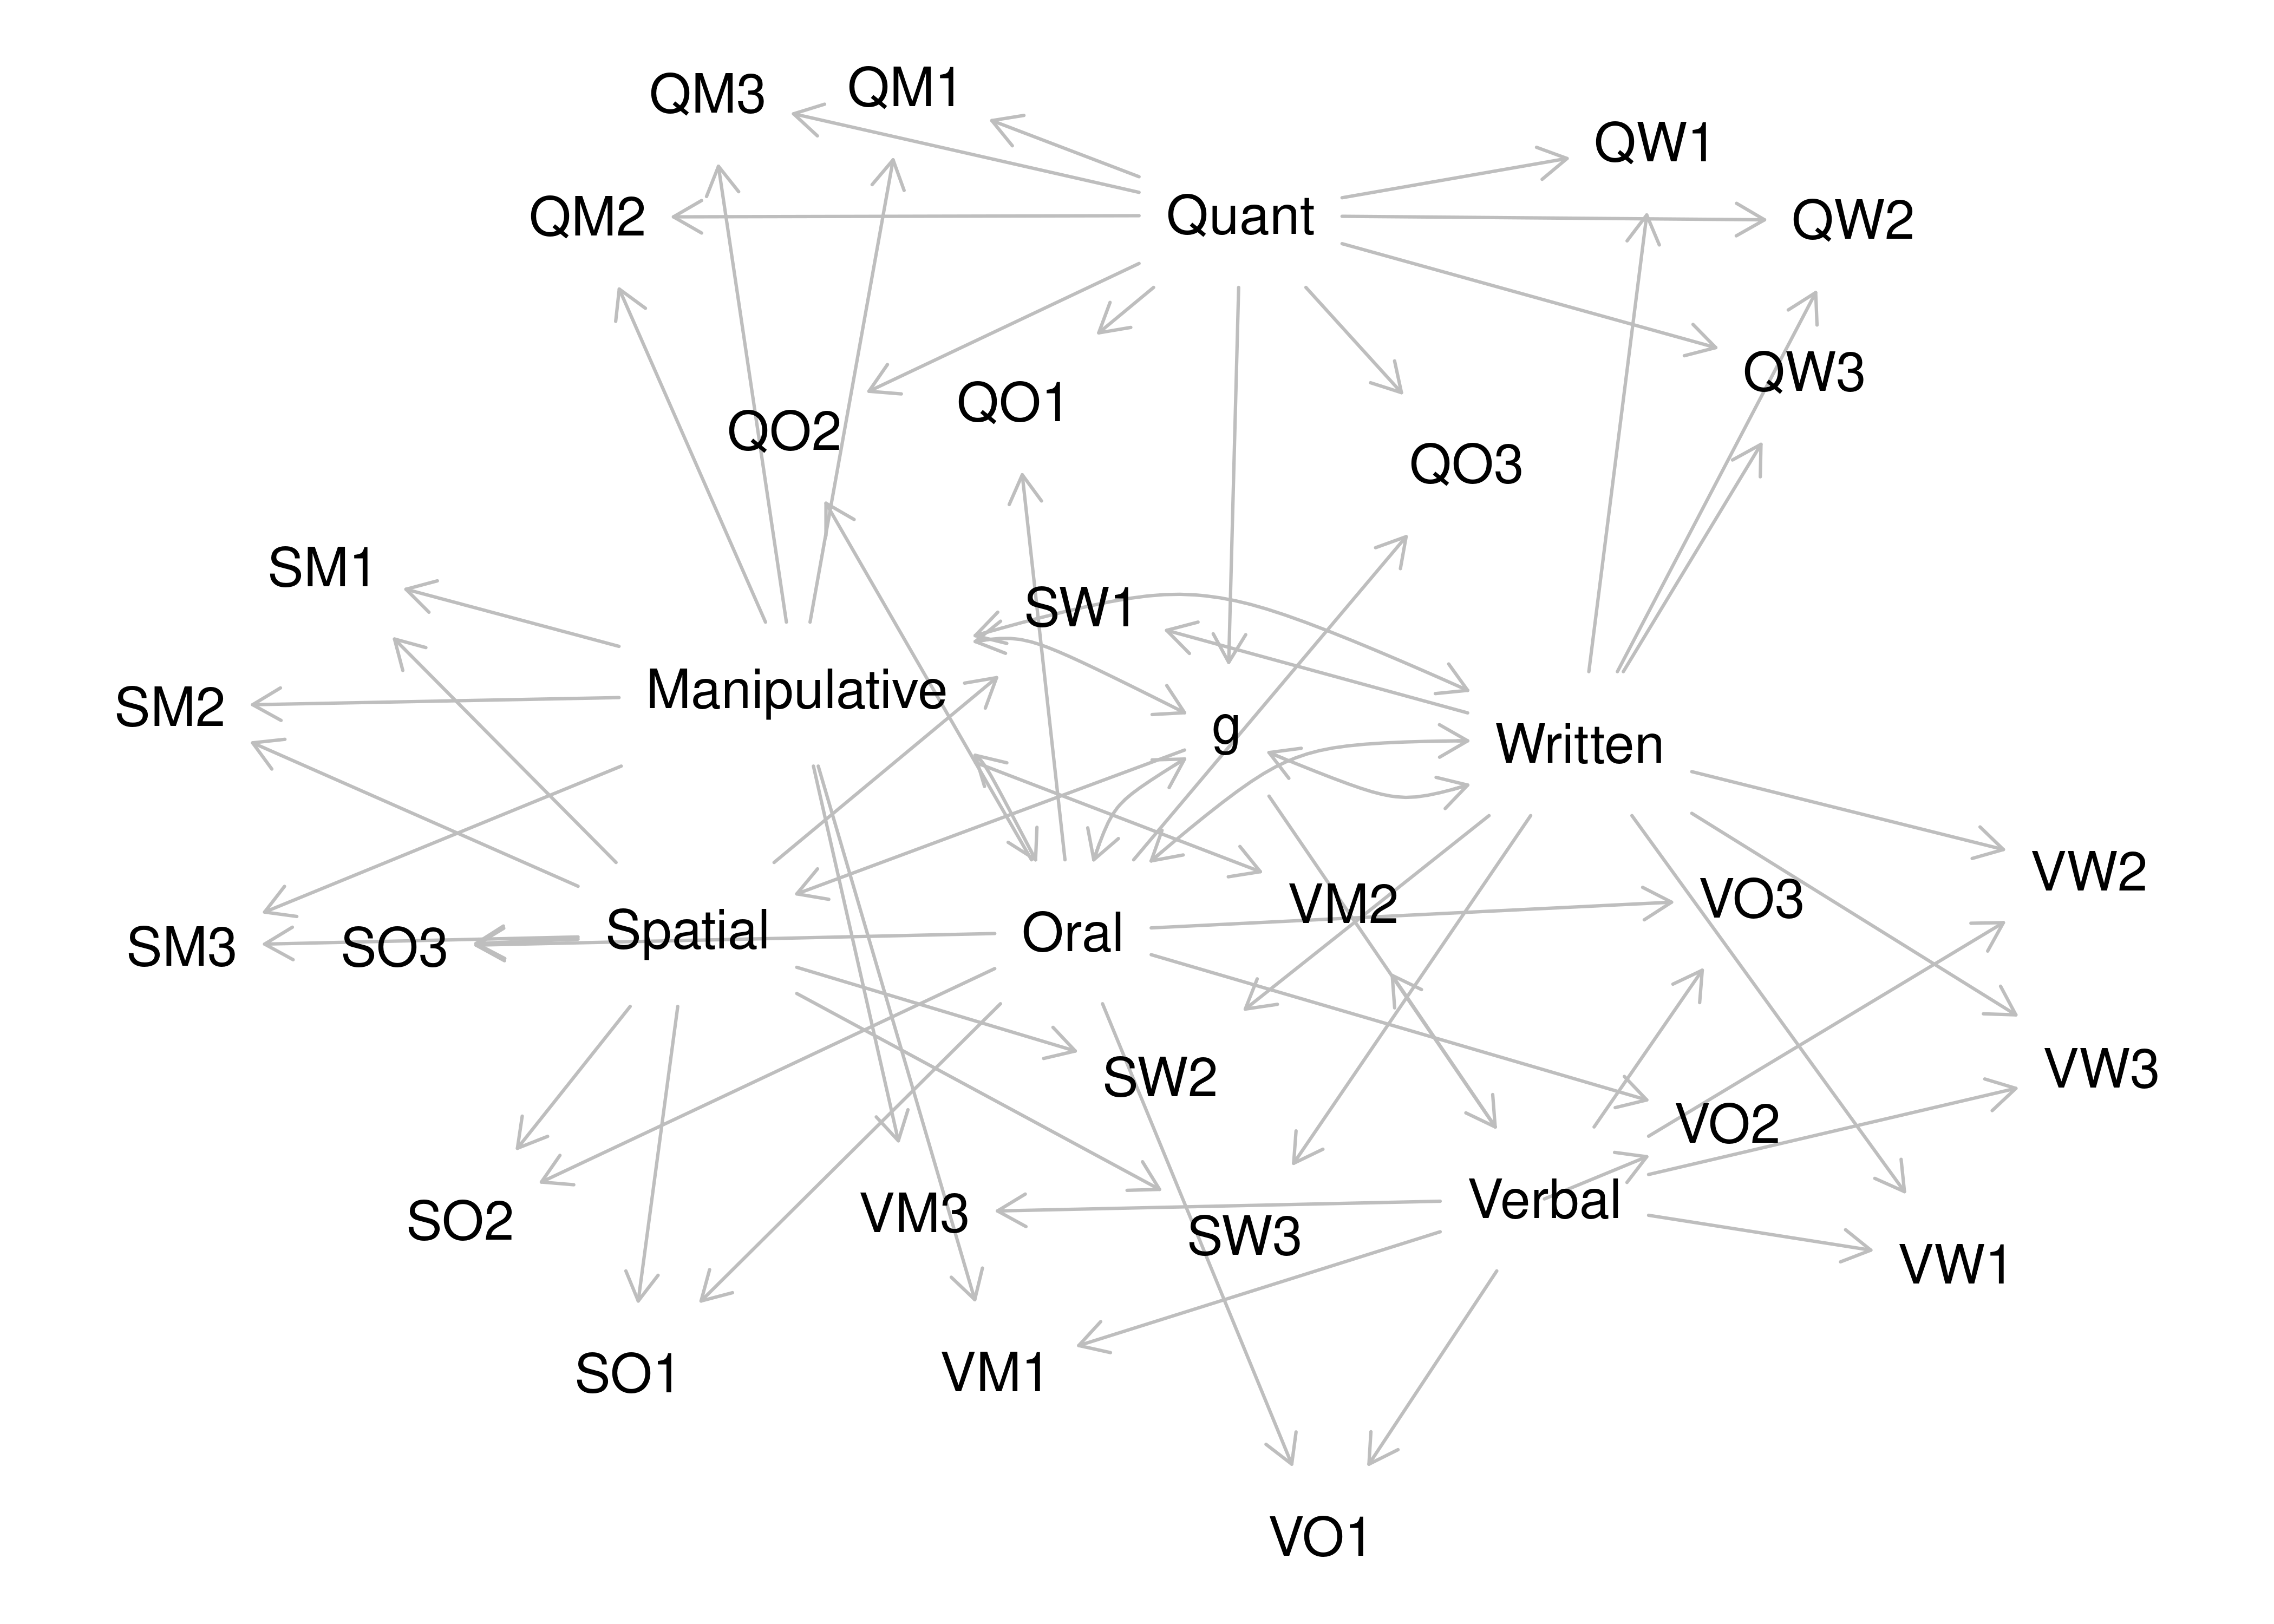 QM3
QM1
QW1
QM2
Quant
QW2
QW3
QO2
QO1
QO3
SM1
SW1
SM2
Manipulative
g
Written
VM2
VO3
VW2
SM3
SO3
Spatial
Oral
SW2
VW3
VO2
SO2
VM3
SW3
Verbal
VW1
SO1
VM1
VO1